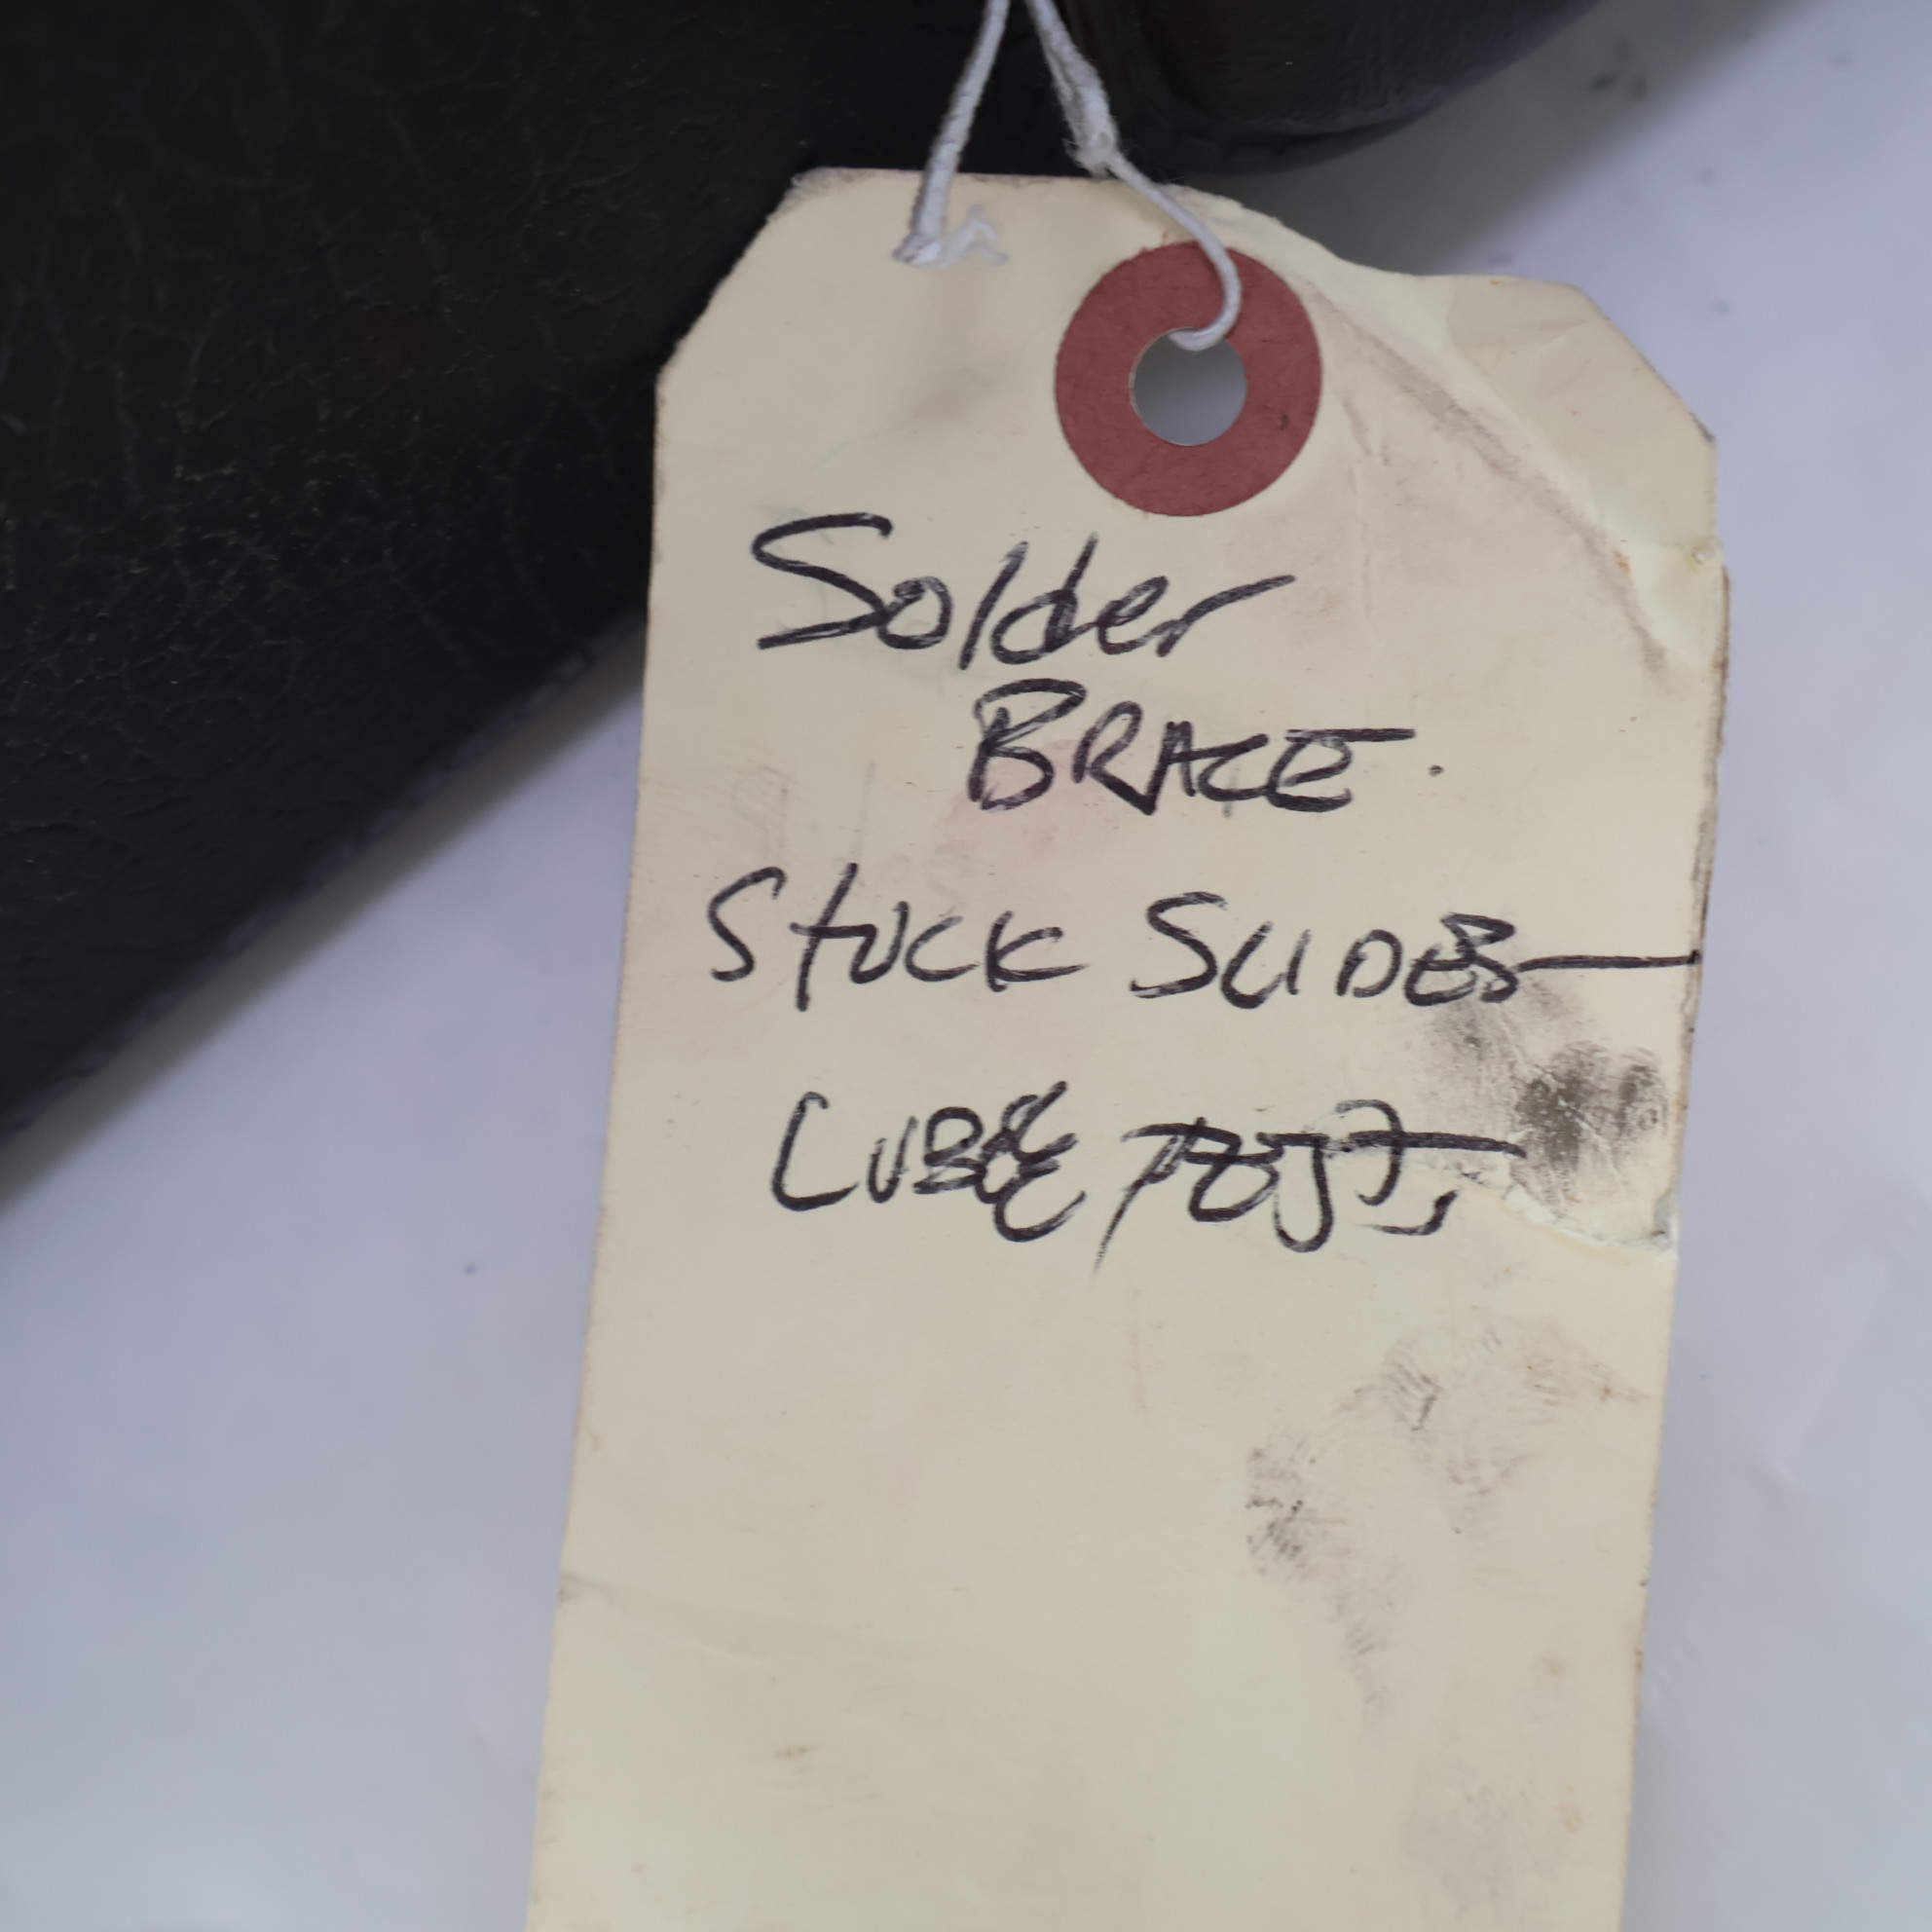 Solder
BRACE.
Stuck SLIDES
LUBE